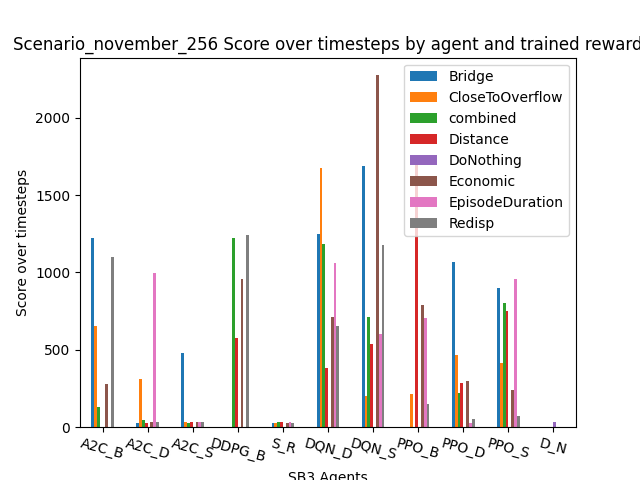 Scenario_november_256 Score over timesteps by agent and trained reward
Score over timesteps
2000
1500
1000
500
0
Bridge
CloseToOverflow
combined
Distance
DoNothing
Economic
EpisodeDuration
Redisp
A2C_B A2C_D A2C_S DDPG_B S_R DQN_D DQN_S PPO_B PPO_D PPO_S D_N
SB3 Agents